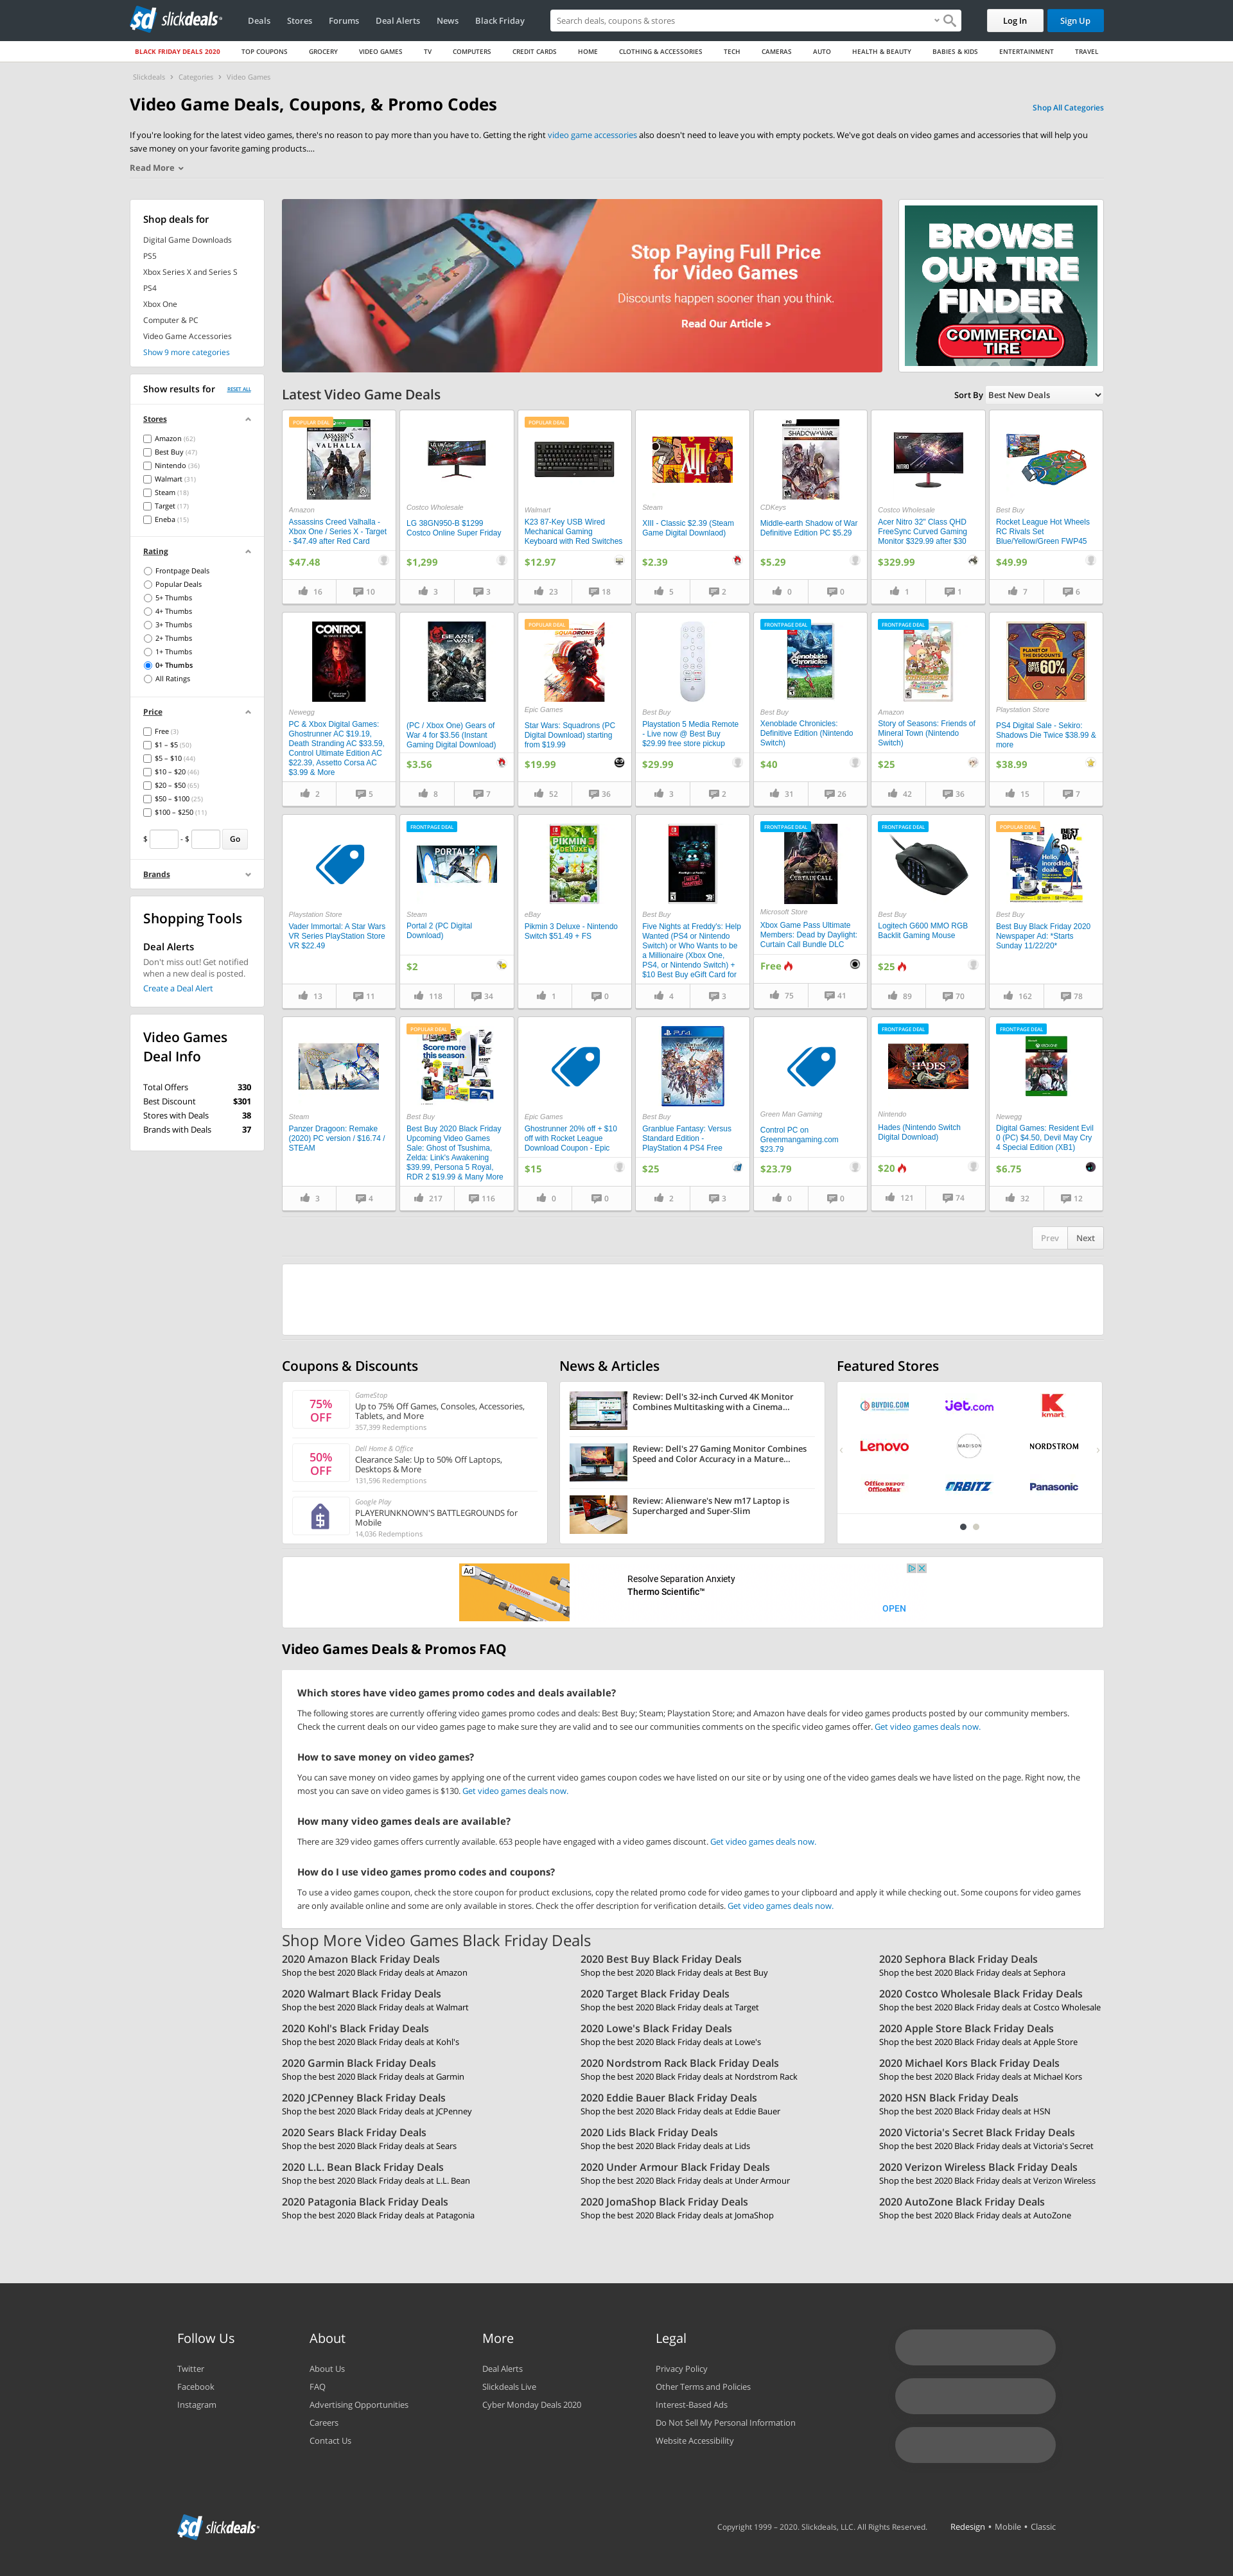 slickdeals
Deals
Stores
Forums
Deal Alerts
News
Black Friday
Search deals, coupons & stores
Log In
Sign Up
BLACK FRIDAY DEALS 2020
TOP COUPONS
GROCERY
VIDEO GAMES
TV
COMPUTERS
CREDIT CARDS
HOME
CLOTHING & ACCESSORIES
TECH
CAMERAS
AUTO
HEALTH & BEAUTY
BABIES & KIDS
ENTERTAINMENT
TRAVEL
Slickdeals > Categories > Video Games
Video Game Deals, Coupons, & Promo Codes
Shop All Categories
If you're looking for the latest video games, there's no reason to pay more than you have to. Getting the right video game accessories also doesn't need to leave you with empty pockets. We've got deals on video games and accessories that will help you
save money on your favorite gaming products....
Read More
Shop deals for
Digital Game Downloads
PS5
Xbox Series X and Series S
PS4
Xbox One
Computer & PC
Video Game Accessories
Show 9 more categories
Show results for
RESET ALL
Stores
Amazon (62)
Best Buy (47)
Nintendo (36)
Walmart (31)
Steam (18)
Target (17)
Eneba (15)
Rating
Frontpage Deals
Popular Deals
5+ Thumbs
4+ Thumbs
3+ Thumbs
2+ Thumbs
1+ Thumbs
0+ Thumbs
All Ratings
Price
Free (3)
$1 – $5 (50)
$5 – $10 (44)
$10 – $20 (46)
$20 – $50 (65)
$50 – $100 (25)
$100 – $250 (11)
$ - $ Go
Brands
Shopping Tools
Deal Alerts
Don't miss out! Get notified
when a new deal is posted.
Create a Deal Alert
Video Games
Deal Info
Total Offers 330
Best Discount $301
Stores with Deals 38
Brands with Deals 37
Stop Paying Full Price
for Video Games
Discounts happen sooner than you think.
Read Our Article >
BROWSE
OUR TIRE
FINDER
COMMERCIAL
TIRE
Latest Video Game Deals
Sort By Best New Deals
POPULAR DEAL
ASSASSIN'S
CREED
VALHALLA
Amazon
Assassins Creed Valhalla -
Xbox One / Series X - Target
- $47.49 after Red Card
$47.48
16
10
Costco Wholesale
LG 38GN950-B $1299
Costco Online Super Friday
$1,299
3
3
POPULAR DEAL
Walmart
K23 87-Key USB Wired
Mechanical Gaming
Keyboard with Red Switches
$12.97
23
18
XIII
Steam
XIII - Classic $2.39 (Steam
Game Digital Downlaod)
$2.39
5
2
SHADOW WAR
CDKeys
Middle-earth Shadow of War
Definitive Edition PC $5.29
$5.29
0
0
NITRO
Costco Wholesale
Acer Nitro 32" Class QHD
FreeSync Curved Gaming
Monitor $329.99 after $30
$329.99
1
1
Best Buy
Rocket League Hot Wheels
RC Rivals Set
Blue/Yellow/Green FWP45
$49.99
7
6
CONTROL
Newegg
PC & Xbox Digital Games:
Ghostrunner AC $19.19,
Death Stranding AC $33.59,
Control Ultimate Edition AC
$22.39, Assetto Corsa AC
$3.99 & More
2
5
GEARS
OF WAR
(PC / Xbox One) Gears of
War 4 for $3.56 (Instant
Gaming Digital Download)
$3.56
8
7
POPULAR DEAL
SQUADRONS
Epic Games
Star Wars: Squadrons (PC
Digital Download) starting
from $19.99
$19.99
52
36
Best Buy
Playstation 5 Media Remote
- Live now @ Best Buy
$29.99 free store pickup
$29.99
3
2
FRONTPAGE DEAL
Xenoblade
Chronicles
Best Buy
Xenoblade Chronicles:
Definitive Edition (Nintendo
Switch)
$40
31
26
FRONTPAGE DEAL
Amazon
Story of Seasons: Friends of
Mineral Town (Nintendo
Switch)
$25
42
36
PLANET OF
THE DISCOUNTS
SAVE UP TO 60%
Playstation Store
PS4 Digital Sale - Sekiro:
Shadows Die Twice $38.99 &
more
$38.99
15
7
Playstation Store
Vader Immortal: A Star Wars
VR Series PlayStation Store
VR $22.49
13
11
FRONTPAGE DEAL
PORTAL 2
Steam
Portal 2 (PC Digital
Download)
$2
118
34
PIKMIN 3
DELUXE
eBay
Pikmin 3 Deluxe - Nintendo
Switch $51.49 + FS
1
0
Best Buy
Five Nights at Freddy's: Help
Wanted (PS4 or Nintendo
Switch) or Who Wants to be
a Millionaire (Xbox One,
PS4, or Nintendo Switch) +
$10 Best Buy eGift Card for
4
3
FRONTPAGE DEAL
CURTAIN CALL
Microsoft Store
Xbox Game Pass Ultimate
Members: Dead by Daylight:
Curtain Call Bundle DLC
Free
75
41
FRONTPAGE DEAL
Best Buy
Logitech G600 MMO RGB
Backlit Gaming Mouse
$25
89
70
POPULAR DEAL
BEST BUY
Hello,
incredible
deals.
Best Buy
Best Buy Black Friday 2020
Newspaper Ad: *Starts
Sunday 11/22/20*
162
78
Steam
Panzer Dragoon: Remake
(2020) PC version / $16.74 /
STEAM
3
4
POPULAR DEAL
Score more
this season
Best Buy
Best Buy 2020 Black Friday
Upcoming Video Games
Sale: Ghost of Tsushima,
Zelda: Link's Awakening
$39.99, Persona 5 Royal,
RDR 2 $19.99 & Many More
217
116
Epic Games
Ghostrunner 20% off + $10
off with Rocket League
Download Coupon - Epic
$15
0
0
PS4
Best Buy
Granblue Fantasy: Versus
Standard Edition -
PlayStation 4 PS4 Free
$25
2
3
Green Man Gaming
Control PC on
Greenmangaming.com
$23.79
$23.79
0
0
FRONTPAGE DEAL
HADES
Nintendo
Hades (Nintendo Switch
Digital Download)
$20
121
74
FRONTPAGE DEAL
XBOX ONE
Newegg
Digital Games: Resident Evil
0 (PC) $4.50, Devil May Cry
4 Special Edition (XB1)
$6.75
32
12
Prev
Next
Coupons & Discounts
75%
OFF
GameStop
Up to 75% Off Games, Consoles, Accessories,
Tablets, and More
357,399 Redemptions
50%
OFF
Dell Home & Office
Clearance Sale: Up to 50% Off Laptops,
Desktops & More
131,596 Redemptions
Google Play
PLAYERUNKNOWN'S BATTLEGROUNDS for
Mobile
14,036 Redemptions
News & Articles
Review: Dell's 32-inch Curved 4K Monitor
Combines Multitasking with a Cinema...
Review: Dell's 27 Gaming Monitor Combines
Speed and Color Accuracy in a Mature...
Review: Alienware's New m17 Laptop is
Supercharged and Super-Slim
Featured Stores
BUYDIG.COM
jet.com
kmart
Lenovo
MADISON
NORDSTROM
Office DEPOT
OfficeMax
ORBITZ
Panasonic
Ad
Resolve Separation Anxiety
Thermo Scientific™
OPEN
Video Games Deals & Promos FAQ
Which stores have video games promo codes and deals available?
The following stores are currently offering video games promo codes and deals: Best Buy; Steam; Playstation Store; and Amazon have deals for video games products posted by our community members.
Check the current deals on our video games page to make sure they are valid and to see our communities comments on the specific video games offer. Get video games deals now.
How to save money on video games?
You can save money on video games by applying one of the current video games coupon codes we have listed on our site or by using one of the video games deals we have listed on the page. Right now, the
most you can save on video games is $130. Get video games deals now.
How many video games deals are available?
There are 329 video games offers currently available. 653 people have engaged with a video games discount. Get video games deals now.
How do I use video games promo codes and coupons?
To use a video games coupon, check the store coupon for product exclusions, copy the related promo code for video games to your clipboard and apply it while checking out. Some coupons for video games
are only available online and some are only available in stores. Check the offer description for verification details. Get video games deals now.
Shop More Video Games Black Friday Deals
2020 Amazon Black Friday Deals
Shop the best 2020 Black Friday deals at Amazon
2020 Best Buy Black Friday Deals
Shop the best 2020 Black Friday deals at Best Buy
2020 Sephora Black Friday Deals
Shop the best 2020 Black Friday deals at Sephora
2020 Walmart Black Friday Deals
Shop the best 2020 Black Friday deals at Walmart
2020 Target Black Friday Deals
Shop the best 2020 Black Friday deals at Target
2020 Costco Wholesale Black Friday Deals
Shop the best 2020 Black Friday deals at Costco Wholesale
2020 Kohl's Black Friday Deals
Shop the best 2020 Black Friday deals at Kohl's
2020 Lowe's Black Friday Deals
Shop the best 2020 Black Friday deals at Lowe's
2020 Apple Store Black Friday Deals
Shop the best 2020 Black Friday deals at Apple Store
2020 Garmin Black Friday Deals
Shop the best 2020 Black Friday deals at Garmin
2020 Nordstrom Rack Black Friday Deals
Shop the best 2020 Black Friday deals at Nordstrom Rack
2020 Michael Kors Black Friday Deals
Shop the best 2020 Black Friday deals at Michael Kors
2020 JCPenney Black Friday Deals
Shop the best 2020 Black Friday deals at JCPenney
2020 Eddie Bauer Black Friday Deals
Shop the best 2020 Black Friday deals at Eddie Bauer
2020 HSN Black Friday Deals
Shop the best 2020 Black Friday deals at HSN
2020 Sears Black Friday Deals
Shop the best 2020 Black Friday deals at Sears
2020 Lids Black Friday Deals
Shop the best 2020 Black Friday deals at Lids
2020 Victoria's Secret Black Friday Deals
Shop the best 2020 Black Friday deals at Victoria's Secret
2020 L.L. Bean Black Friday Deals
Shop the best 2020 Black Friday deals at L.L. Bean
2020 Under Armour Black Friday Deals
Shop the best 2020 Black Friday deals at Under Armour
2020 Verizon Wireless Black Friday Deals
Shop the best 2020 Black Friday deals at Verizon Wireless
2020 Patagonia Black Friday Deals
Shop the best 2020 Black Friday deals at Patagonia
2020 JomaShop Black Friday Deals
Shop the best 2020 Black Friday deals at JomaShop
2020 AutoZone Black Friday Deals
Shop the best 2020 Black Friday deals at AutoZone
Follow Us
Twitter
Facebook
Instagram
About
About Us
FAQ
Advertising Opportunities
Careers
Contact Us
More
Deal Alerts
Slickdeals Live
Cyber Monday Deals 2020
Legal
Privacy Policy
Other Terms and Policies
Interest-Based Ads
Do Not Sell My Personal Information
Website Accessibility
slickdeals
Copyright 1999 – 2020. Slickdeals, LLC. All Rights Reserved.
Redesign • Mobile • Classic